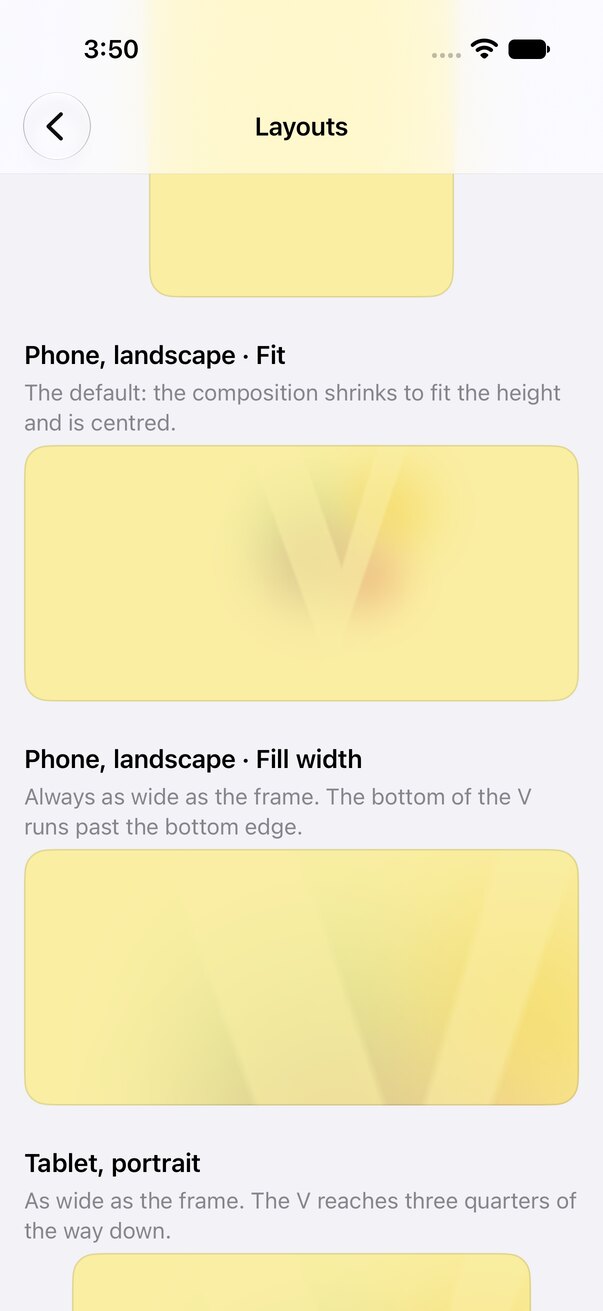 3:50
Layouts
Phone, landscape · Fit
The default: the composition shrinks to fit the height
and is centred.
Phone, landscape · Fill width
Always as wide as the frame. The bottom of the V
runs past the bottom edge.
Tablet, portrait
As wide as the frame. The V reaches three quarters of
the way down.